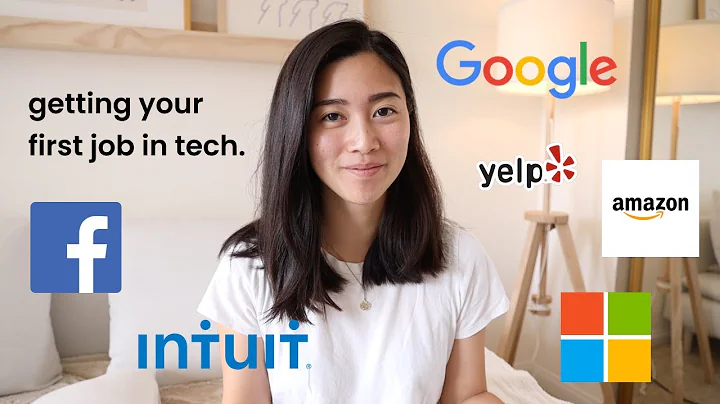 getting your
first job in tech.
Google
yelp
amazon
f
intuit®